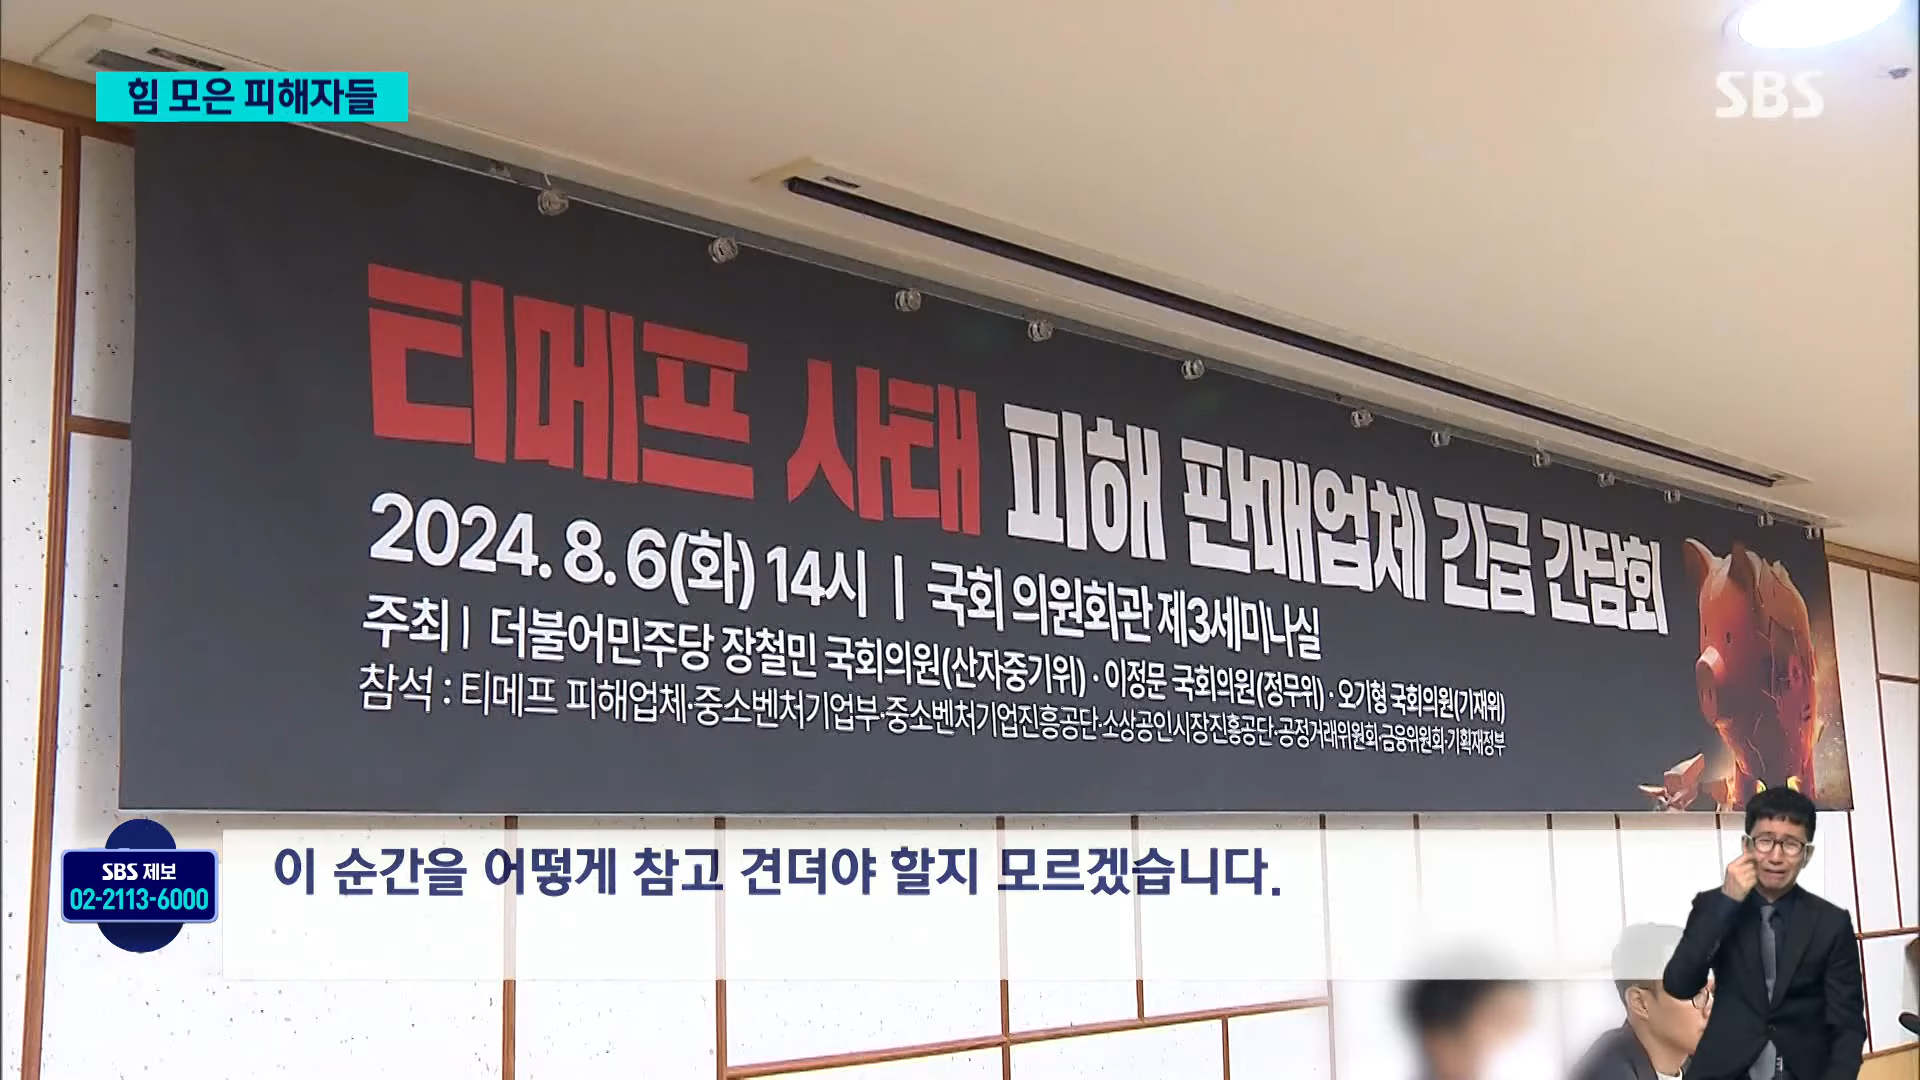 힘 모은 피해자들
SBS
티메프 사태 피해 판매업체 긴급 간담회
2024. 8. 6(화) 14시 | 국회 의원회관 제3세미나실
주최 | 더불어민주당 장철민 국회의원(산자중기위)·이정문 국회의원(정무위)·오기형 국회의원(기재위)
참석 : 티메프 피해업체·중소벤처기업부·중소벤처기업진흥공단·소상공인시장진흥공단·공정거래위원회·금융위원회·기획재정부
SBS 제보
02-2113-6000
이 순간을 어떻게 참고 견뎌야 할지 모르겠습니다.